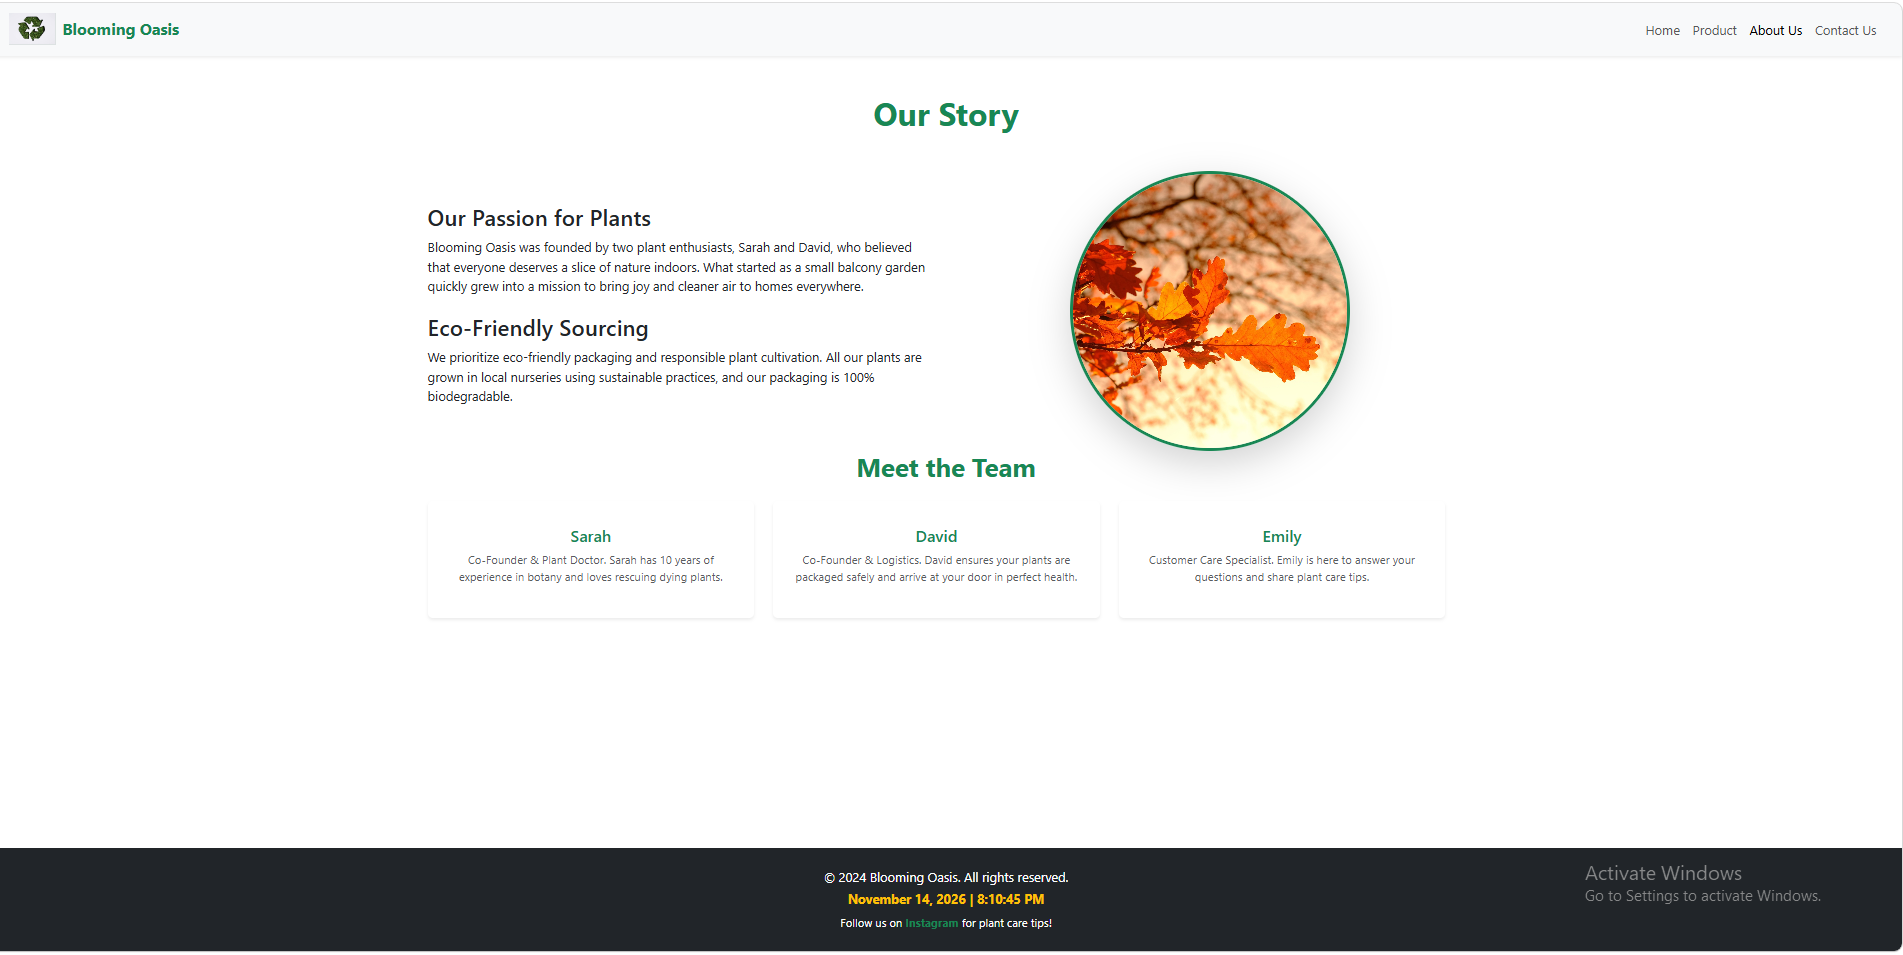 Blooming Oasis
Home Product About Us Contact Us
Our Story
Our Passion for Plants
Blooming Oasis was founded by two plant enthusiasts, Sarah and David, who believed
that everyone deserves a slice of nature indoors. What started as a small balcony garden
quickly grew into a mission to bring joy and cleaner air to homes everywhere.
Eco-Friendly Sourcing
We prioritize eco-friendly packaging and responsible plant cultivation. All our plants are
grown in local nurseries using sustainable practices, and our packaging is 100%
biodegradable.
Meet the Team
Sarah
Co-Founder & Plant Doctor. Sarah has 10 years of
experience in botany and loves rescuing dying plants.
David
Co-Founder & Logistics. David ensures your plants are
packaged safely and arrive at your door in perfect health.
Emily
Customer Care Specialist. Emily is here to answer your
questions and share plant care tips.
© 2024 Blooming Oasis. All rights reserved.
November 14, 2026 | 8:10:45 PM
Follow us on Instagram for plant care tips!
Activate Windows
Go to Settings to activate Windows.